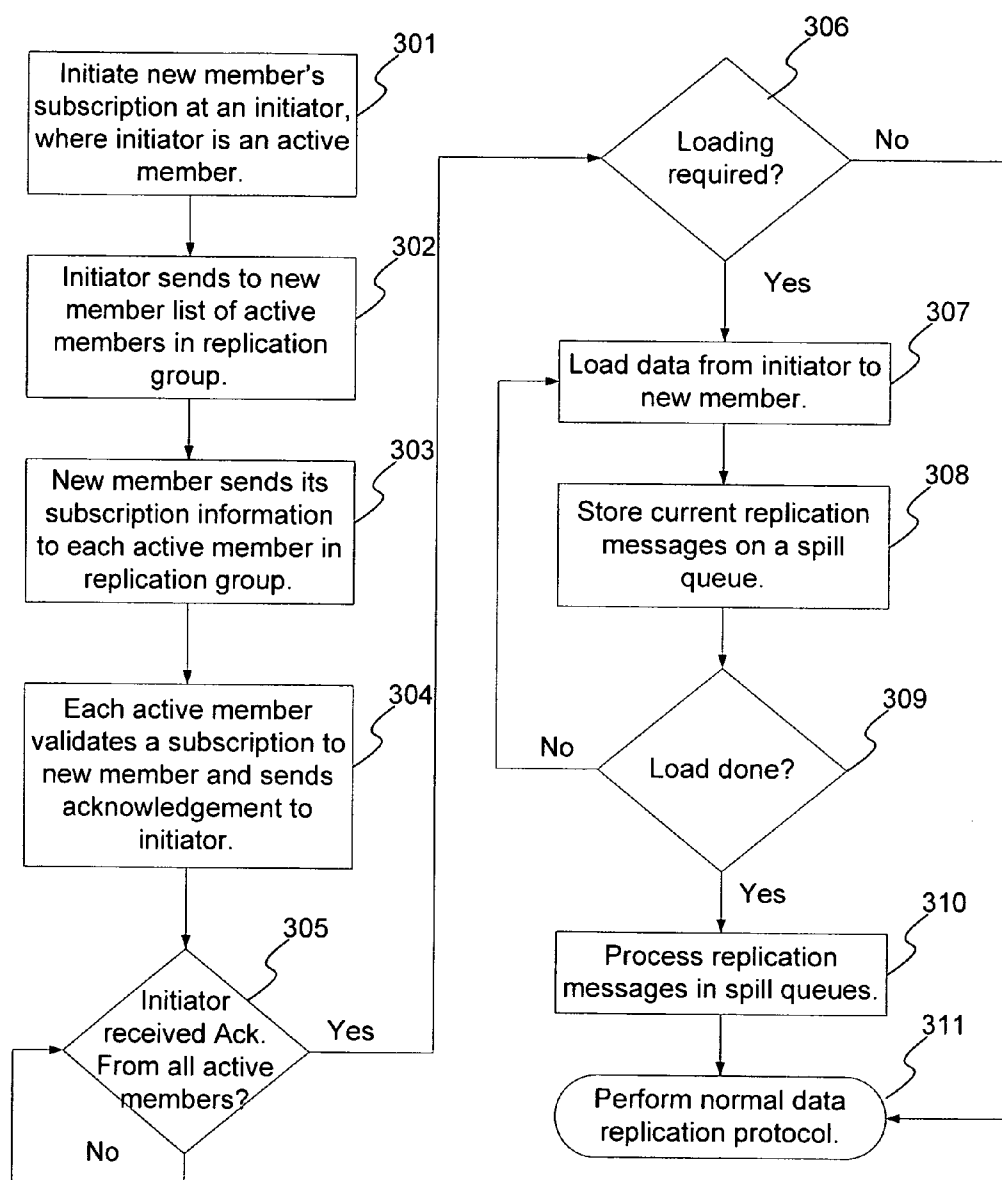 301
Initiate new member's
subscription at an initiator,
where initiator is an active
member.
302
Initiator sends to new
member list of active
members in replication
group.
303
New member sends its
subscription information
to each active member in
replication group.
304
Each active member
validates a subscription to
new member and sends
acknowledgement to
initiator.
305
Initiator
received Ack.
From all active
members?
Yes
No
306
Loading
required?
No
Yes
307
Load data from initiator to
new member.
308
Store current replication
messages on a spill
queue.
309
Load done?
No
Yes
310
Process replication
messages in spill queues.
311
Perform normal data
replication protocol.